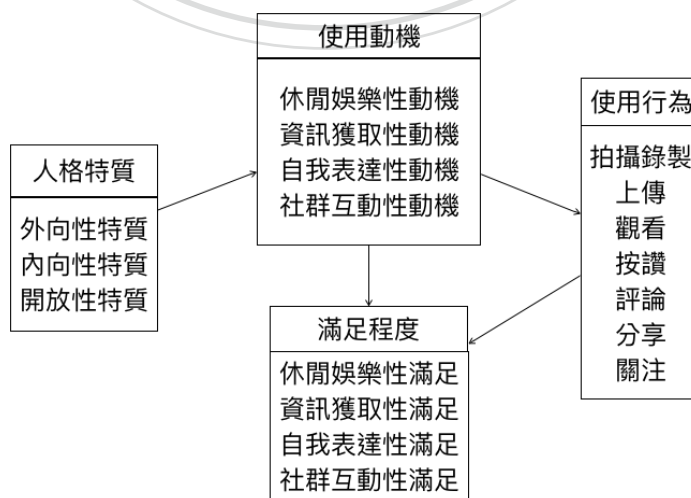 使用動機
休閒娛樂性動機
資訊獲取性動機
自我表達性動機
社群互動性動機
人格特質
外向性特質
內向性特質
開放性特質
使用行為
拍攝錄製
上傳
觀看
按讚
評論
分享
關注
滿足程度
休閒娛樂性滿足
資訊獲取性滿足
自我表達性滿足
社群互動性滿足